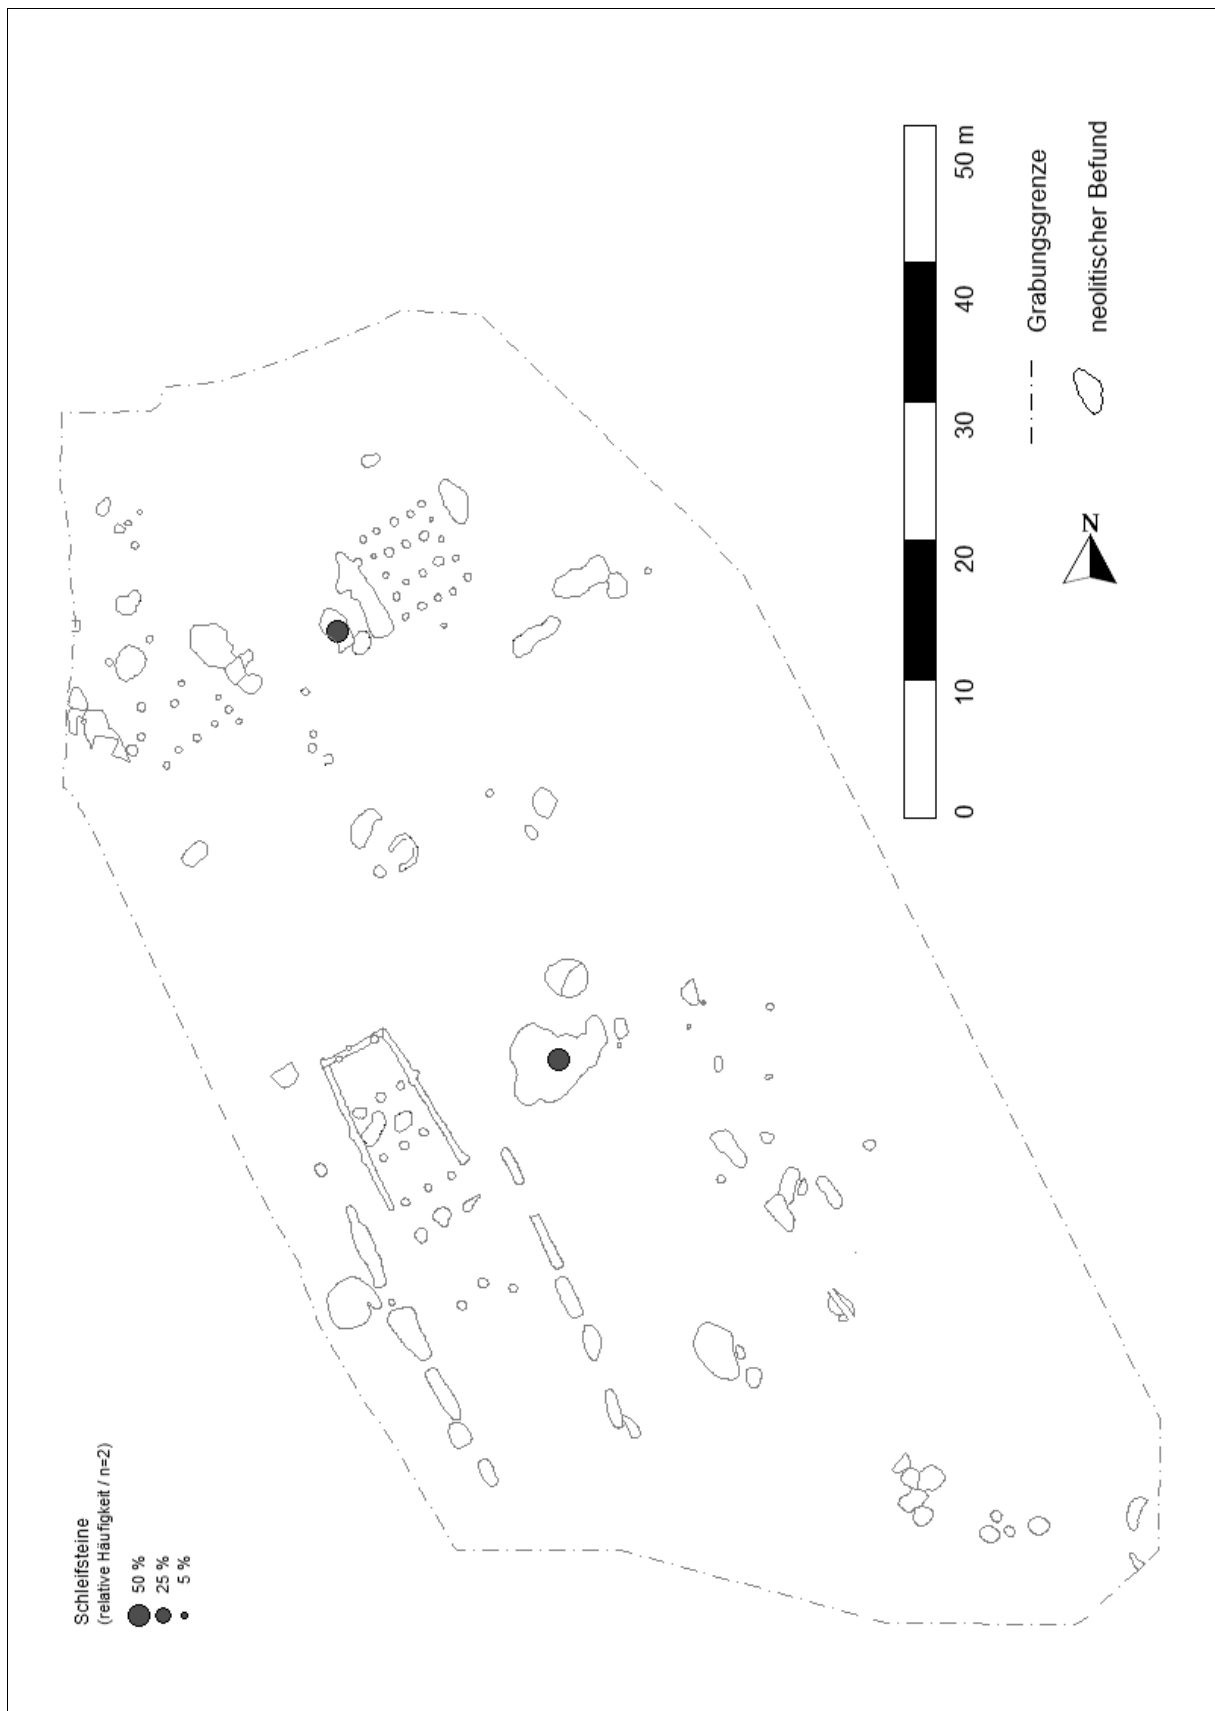 Schleifsteine
(relative Häufigkeit / n=2)
50 %
25 %
5 %
0
10
20
30
40
50 m
N
Grabungsgrenze
neolitischer Befund